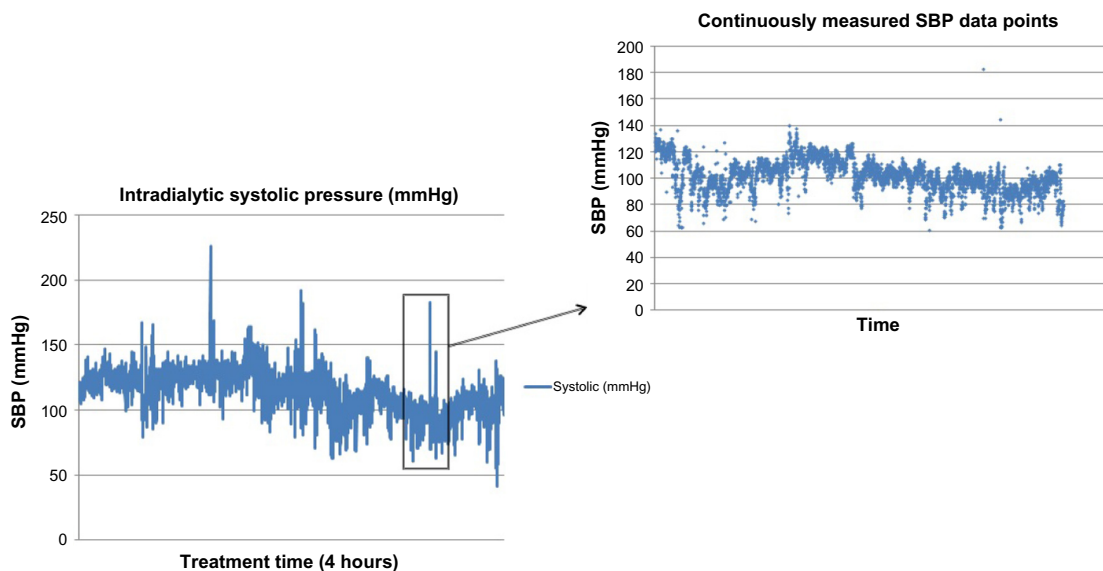 Continuously measured SBP data points
200
180
160
140
120
100
80
60
40
20
0
SBP (mmHg)
Time
Intradialytic systolic pressure (mmHg)
250
200
150
100
50
0
SBP (mmHg)
Treatment time (4 hours)
Systolic (mmHg)